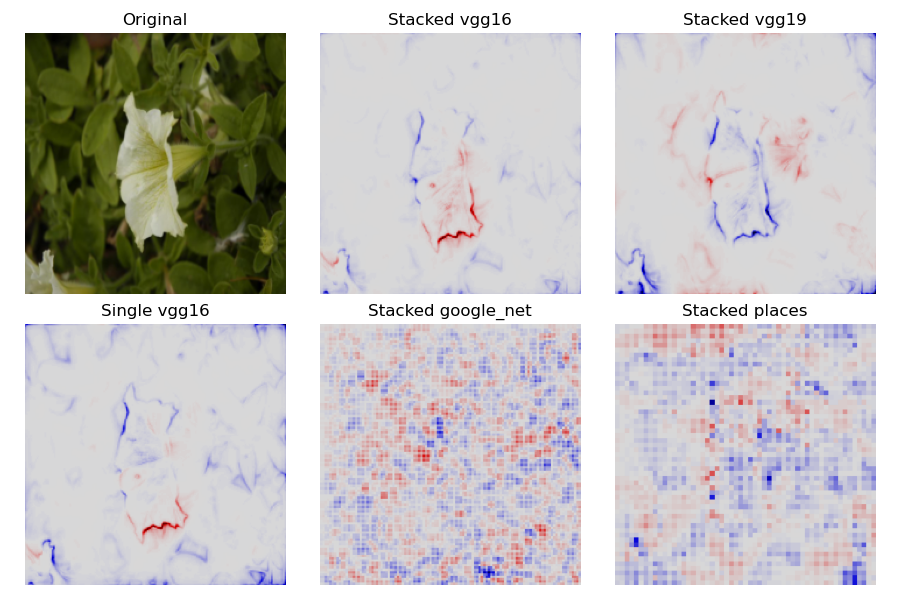 Original
Stacked vgg16
Stacked vgg19
Single vgg16
Stacked google_net
Stacked places